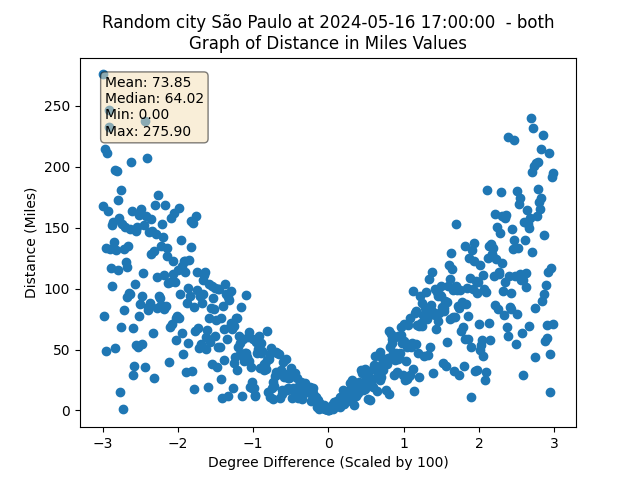 Random city São Paulo at 2024-05-16 17:00:00  - both
Graph of Distance in Miles Values
Mean: 73.85
Median: 64.02
Min: 0.00
Max: 275.90
250
200
150
100
50
0
Distance (Miles)
−3
−2
−1
0
1
2
3
Degree Difference (Scaled by 100)